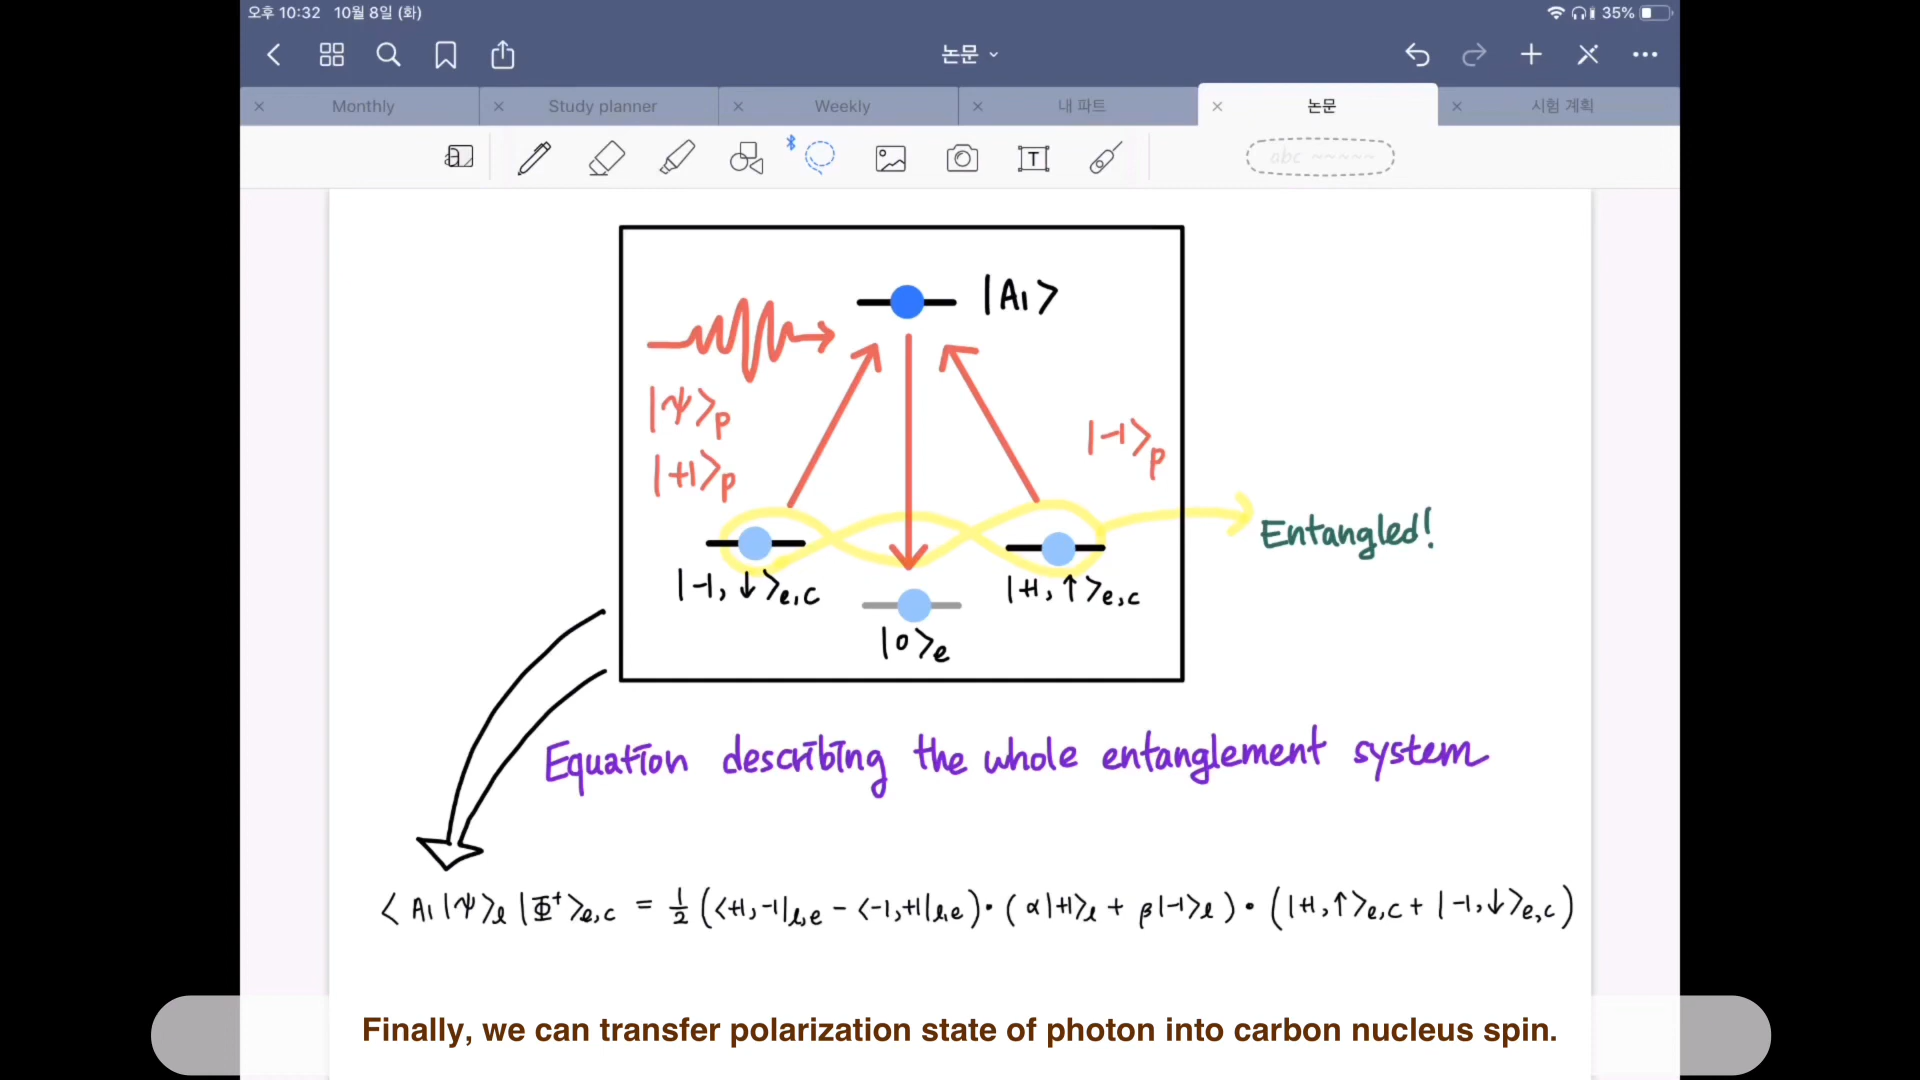 오후 10:32 10월 8일 (화) 35%
논문
Monthly Study planner Weekly 내 파트 논문 시험 계획
abc ~~~~~
|A₁>
|ψ>p
|+1>p
|-1>p
Entangled!
|-1, ↓>e,c
|+1, ↑>e,c
|0>e
Equation describing the whole entanglement system
< A₁|ψ>ℓ |Φ⁺>e,c = 1/2 (<+1,-1|ℓ,e - <-1,+1|ℓ,e) · (α|+1>ℓ + β|-1>ℓ) · (|+1,↑>e,c + |-1,↓>e,c)
Finally, we can transfer polarization state of photon into carbon nucleus spin.